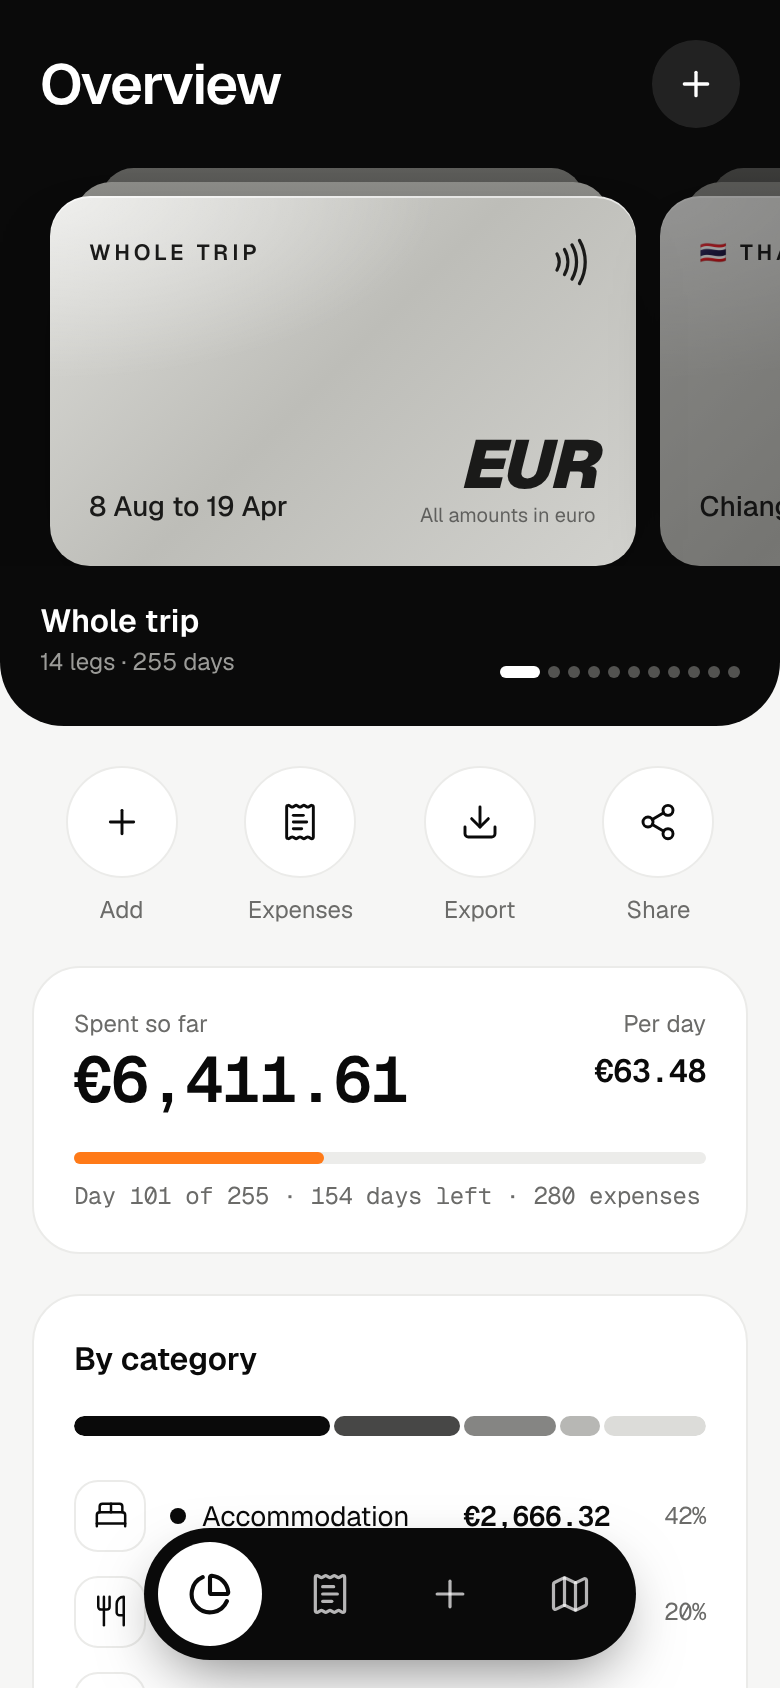 Overview
WHOLE TRIP
8 Aug to 19 Apr
EUR
All amounts in euro
🇹🇭 THA
Chiang
Whole trip
14 legs · 255 days
Add
Expenses
Export
Share
Spent so far
Per day
€6,411.61
€63.48
Day 101 of 255 · 154 days left · 280 expenses
By category
Accommodation €2,666.32 42%
20%